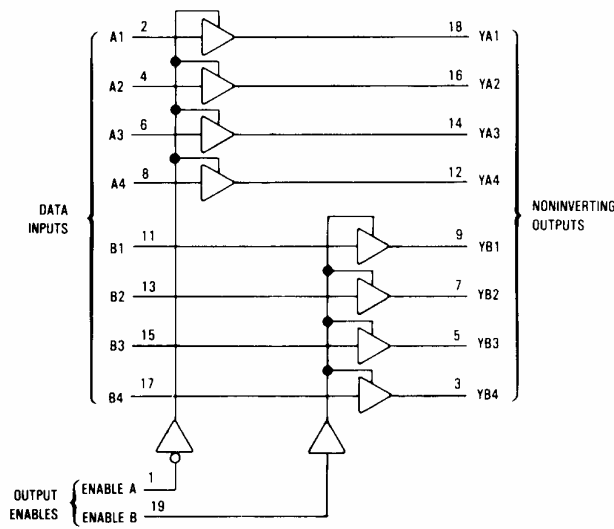 A1 2 18 YA1
A2 4 16 YA2
A3 6 14 YA3
A4 8 12 YA4
DATA
INPUTS
NONINVERTING
OUTPUTS
B1 11 9 YB1
B2 13 7 YB2
B3 15 5 YB3
B4 17 3 YB4
OUTPUT
ENABLES
ENABLE A 1
ENABLE B 19